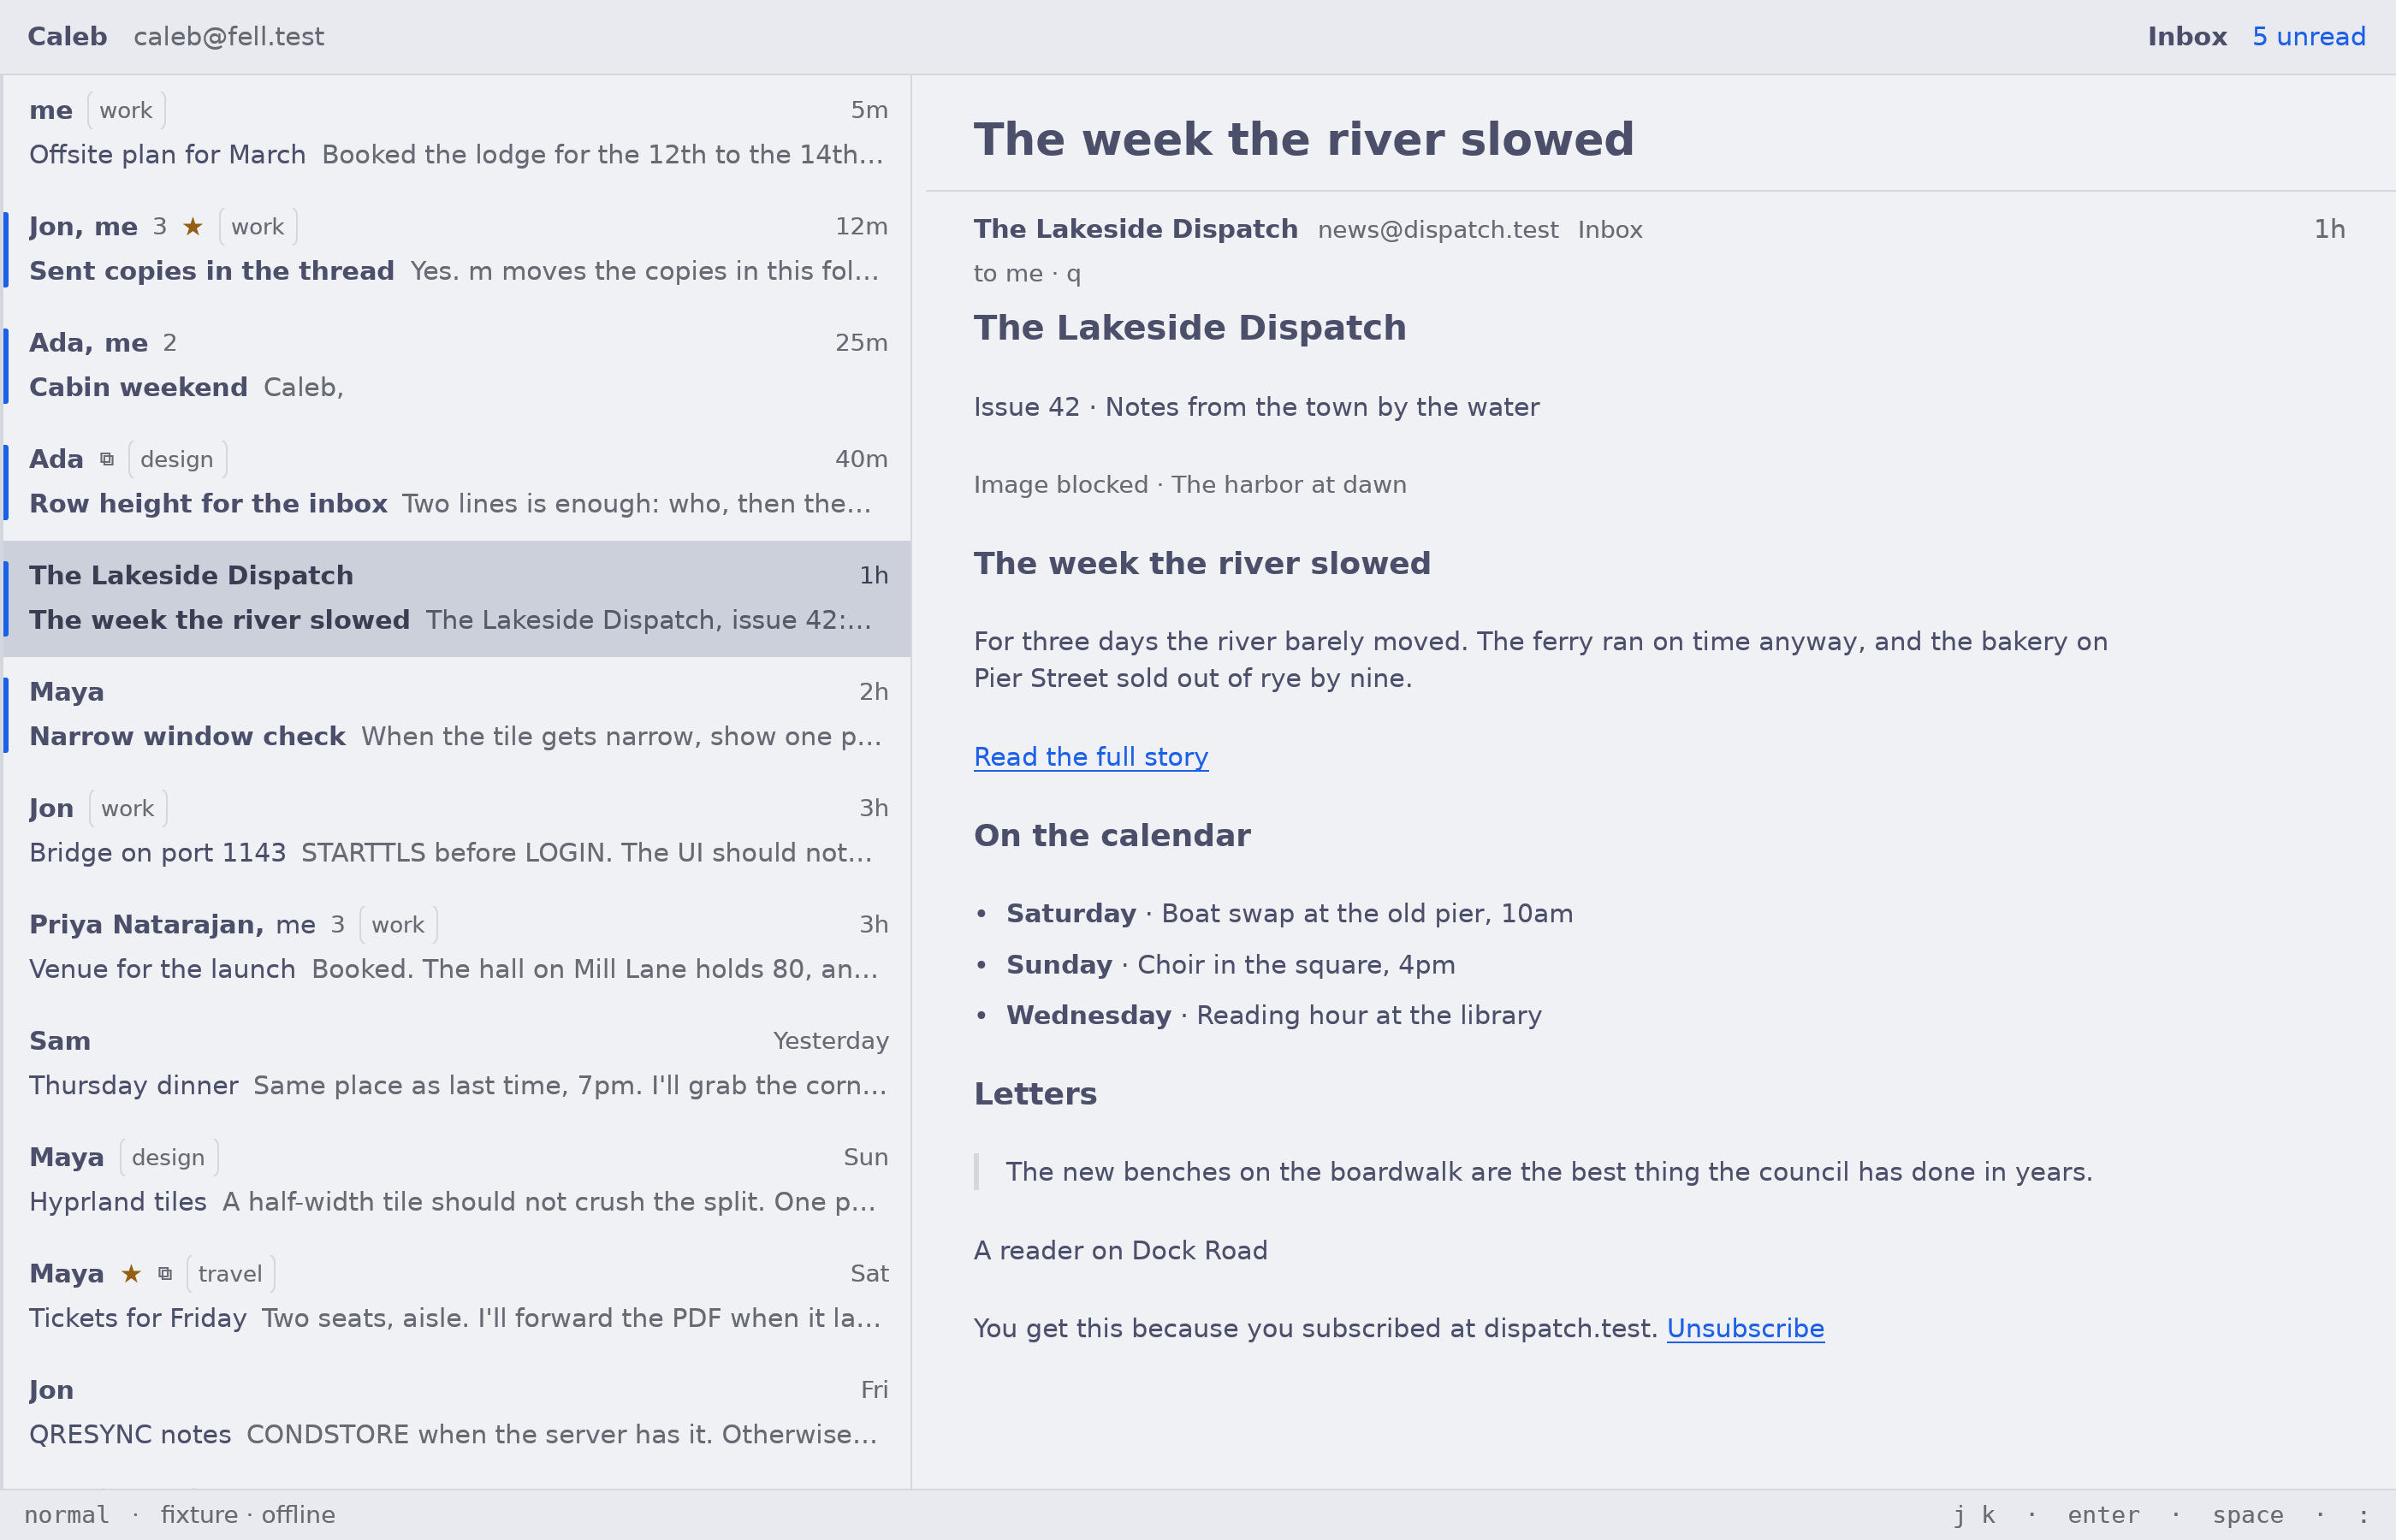 Caleb caleb@fell.test
Inbox 5 unread
me work 5m
Offsite plan for March Booked the lodge for the 12th to the 14th…
Jon, me 3 ★ work 12m
Sent copies in the thread Yes. m moves the copies in this fol…
Ada, me 2 25m
Cabin weekend Caleb,
Ada design 40m
Row height for the inbox Two lines is enough: who, then the…
The Lakeside Dispatch 1h
The week the river slowed The Lakeside Dispatch, issue 42:…
Maya 2h
Narrow window check When the tile gets narrow, show one p…
Jon work 3h
Bridge on port 1143 STARTTLS before LOGIN. The UI should not…
Priya Natarajan, me 3 work 3h
Venue for the launch Booked. The hall on Mill Lane holds 80, an…
Sam Yesterday
Thursday dinner Same place as last time, 7pm. I'll grab the corn…
Maya design Sun
Hyprland tiles A half-width tile should not crush the split. One p…
Maya ★ travel Sat
Tickets for Friday Two seats, aisle. I'll forward the PDF when it la…
Jon Fri
QRESYNC notes CONDSTORE when the server has it. Otherwise…
The week the river slowed
The Lakeside Dispatch news@dispatch.test Inbox 1h
to me · q
The Lakeside Dispatch
Issue 42 · Notes from the town by the water
Image blocked · The harbor at dawn
The week the river slowed
For three days the river barely moved. The ferry ran on time anyway, and the bakery on
Pier Street sold out of rye by nine.
Read the full story
On the calendar
• Saturday · Boat swap at the old pier, 10am
• Sunday · Choir in the square, 4pm
• Wednesday · Reading hour at the library
Letters
The new benches on the boardwalk are the best thing the council has done in years.
A reader on Dock Road
You get this because you subscribed at dispatch.test. Unsubscribe
normal · fixture · offline
j k · enter · space · :